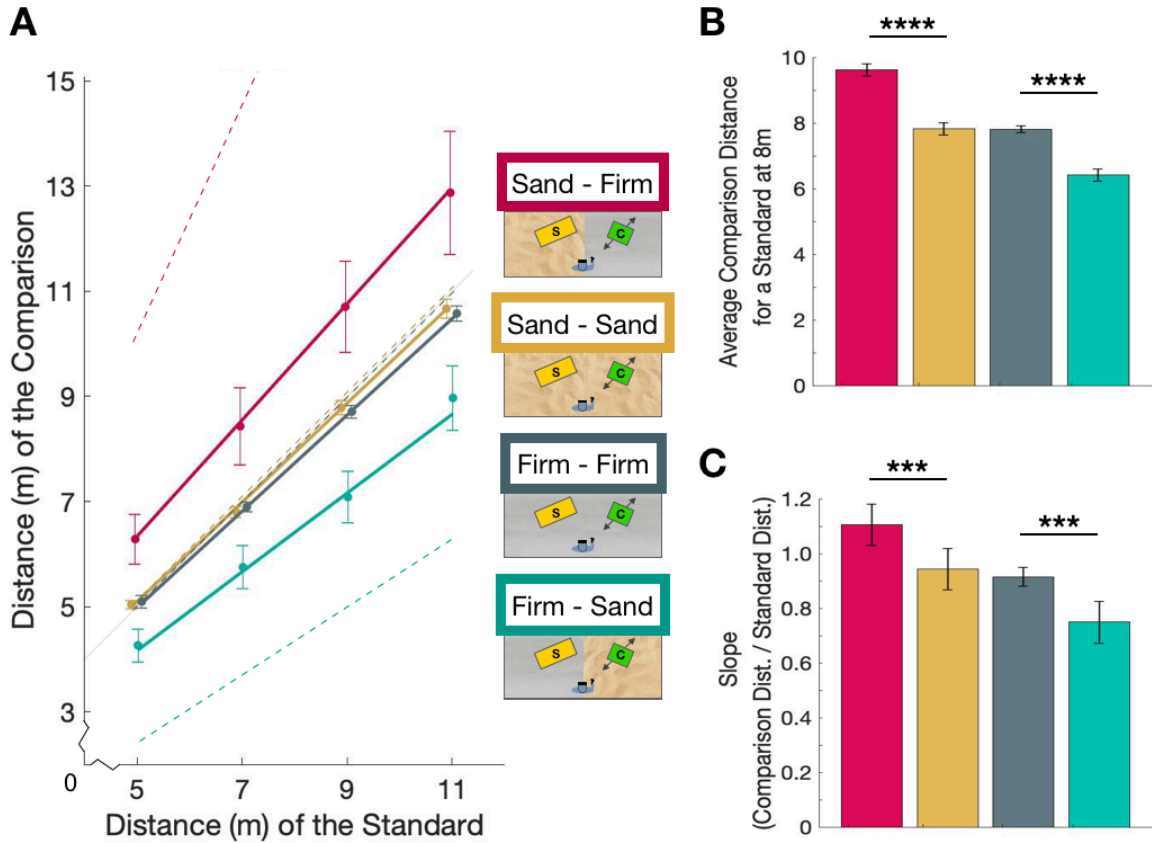 A
15
13
11
9
7
5
3
0
5 7 9 11
Distance (m) of the Comparison
Distance (m) of the Standard
Sand - Firm
S C
Sand - Sand
S C
Firm - Firm
S C
Firm - Sand
S C
B
****
****
10
8
6
4
2
0
Average Comparison Distance
for a Standard at 8m
C
***
***
1.2
1.0
0.8
0.6
0.4
0.2
0
Slope
(Comparison Dist. / Standard Dist.)